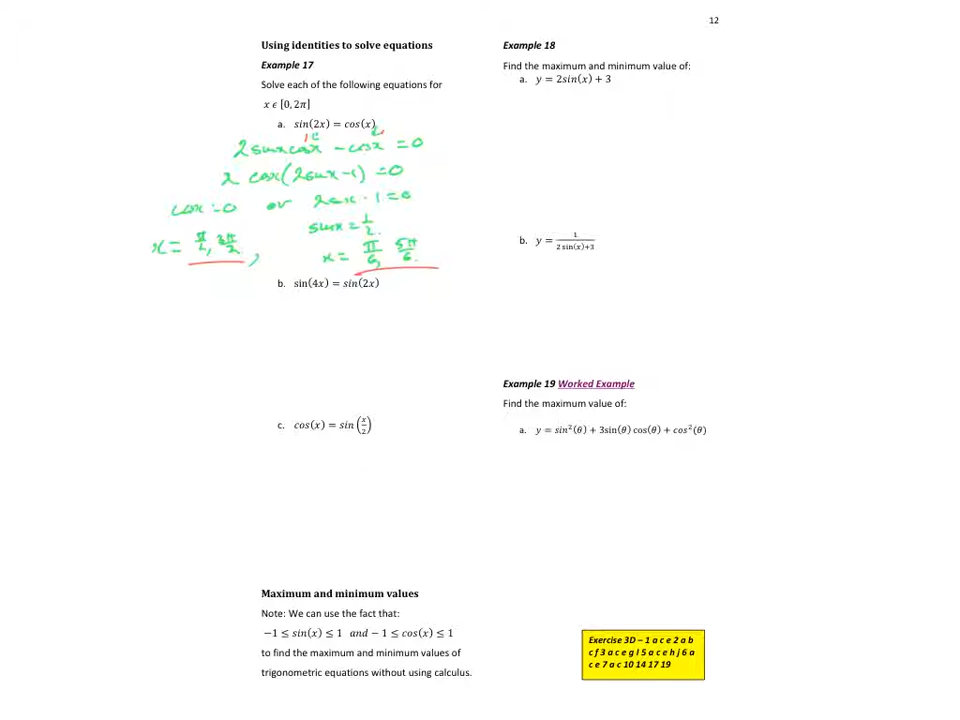 12
Using identities to solve equations
Example 17
Solve each of the following equations for
x ϵ [0, 2π]
a. sin(2x) = cos(x)
2 sinx cosx − cosx = 0
cosx(2sinx − 1) = 0
cosx = 0 or 2sinx - 1 = 0
sinx = 1/2
x = π/2, 3π/2, x = π/6, 5π/6
b. sin(4x) = sin(2x)
c. cos(x) = sin(x/2)
Maximum and minimum values
Note: We can use the fact that:
−1 ≤ sin(x) ≤ 1 and − 1 ≤ cos(x) ≤ 1
to find the maximum and minimum values of
trigonometric equations without using calculus.
Example 18
Find the maximum and minimum value of:
a. y = 2sin(x) + 3
b. y = 1/(2 sin(x)+3)
Example 19 Worked Example
Find the maximum value of:
a. y = sin²(θ) + 3sin(θ) cos(θ) + cos²(θ)
Exercise 3D – 1 a c e 2 a b
c f 3 a c e g l 5 a c e h j 6 a
c e 7 a c 10 14 17 19